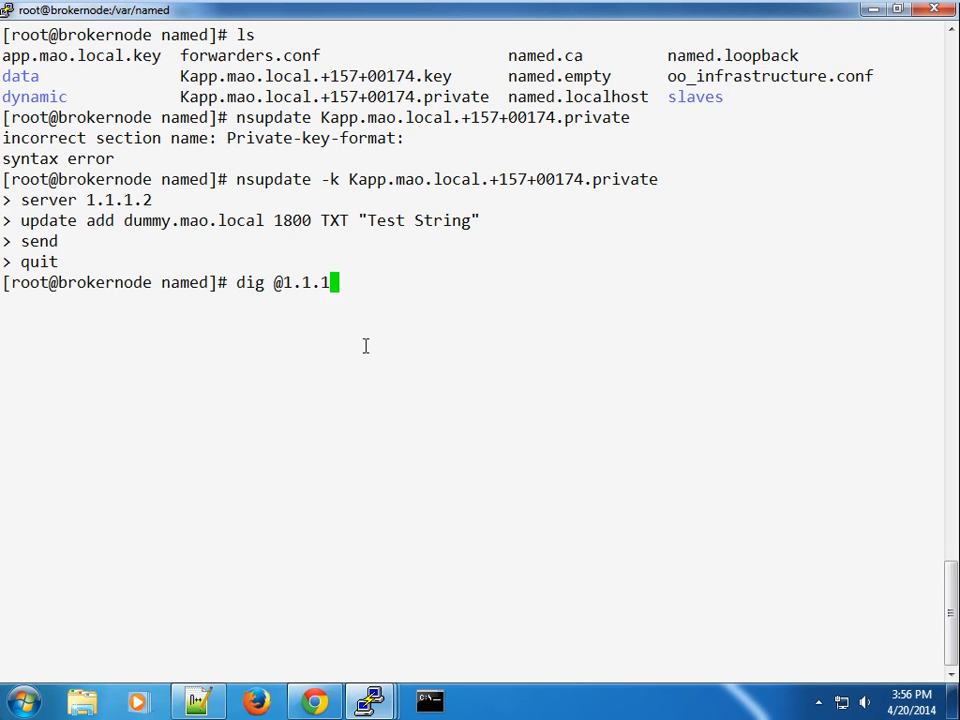 root@brokernode:/var/named
[root@brokernode named]# ls
app.mao.local.key forwarders.conf named.ca named.loopback
data Kapp.mao.local.+157+00174.key named.empty oo_infrastructure.conf
dynamic Kapp.mao.local.+157+00174.private named.localhost slaves
[root@brokernode named]# nsupdate Kapp.mao.local.+157+00174.private
incorrect section name: Private-key-format:
syntax error
[root@brokernode named]# nsupdate -k Kapp.mao.local.+157+00174.private
> server 1.1.1.2
> update add dummy.mao.local 1800 TXT "Test String"
> send
> quit
[root@brokernode named]# dig @1.1.1
3:56 PM
4/20/2014